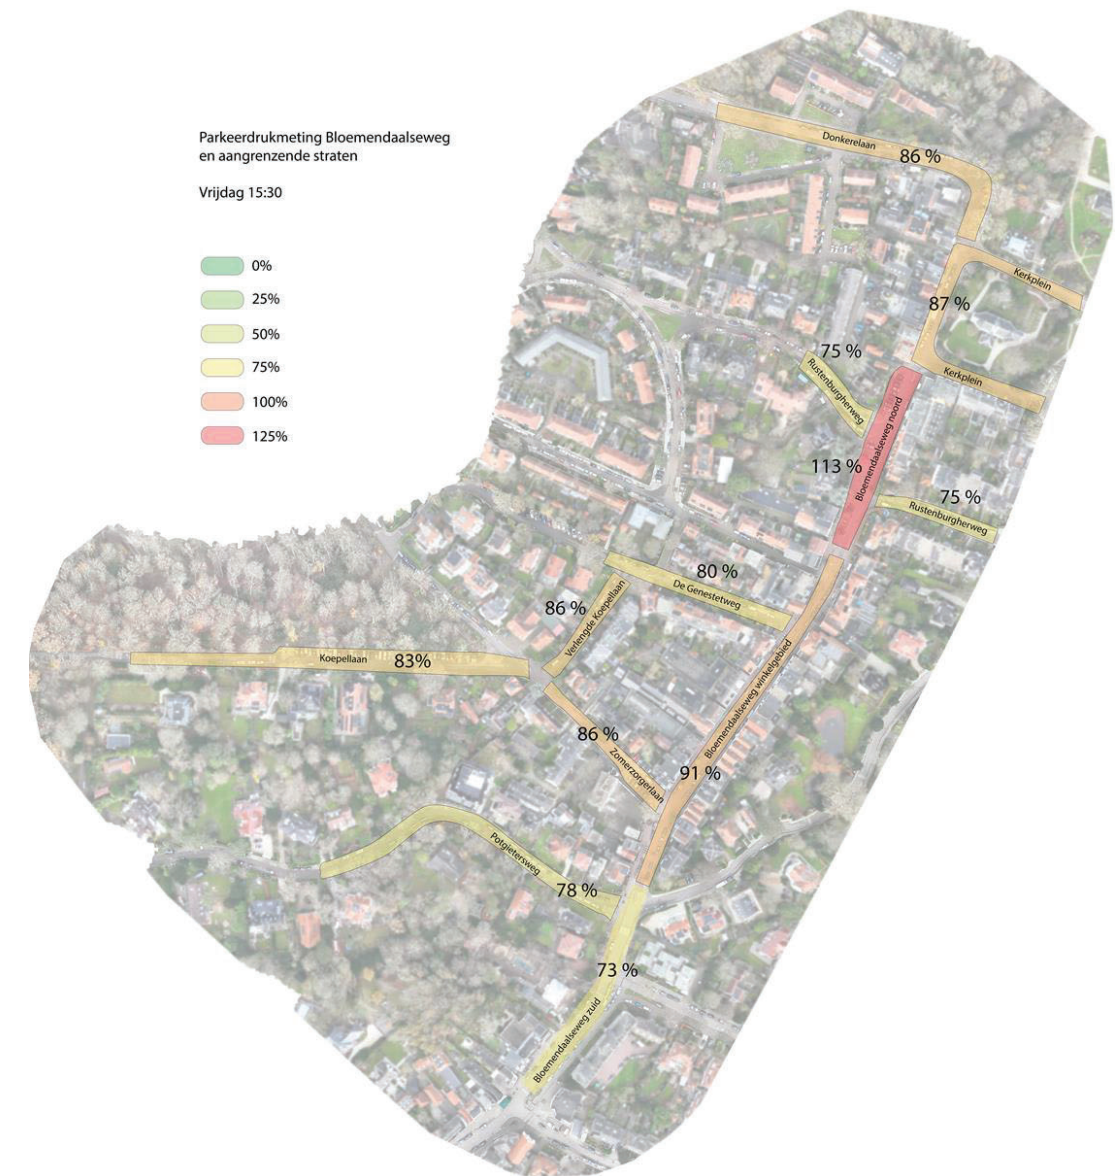 Parkeerdrukmeting Bloemendaalseweg
en aangrenzende straten
Vrijdag 15:30
0%
25%
50%
75%
100%
125%
Donkerelaan
86 %
Kerkplein
87 %
Kerkplein
75 %
Rustenburgherweg
Bloemendaalseweg noord
113 %
75 %
Rustenburgherweg
80 %
De Genestetweg
86 %
Verlengde Koepellaan
Koepellaan
83%
Bloemendaalseweg winkelgebied
86 %
Zomerzorgerlaan
91 %
Potgietersweg
78 %
73 %
Bloemendaalseweg zuid